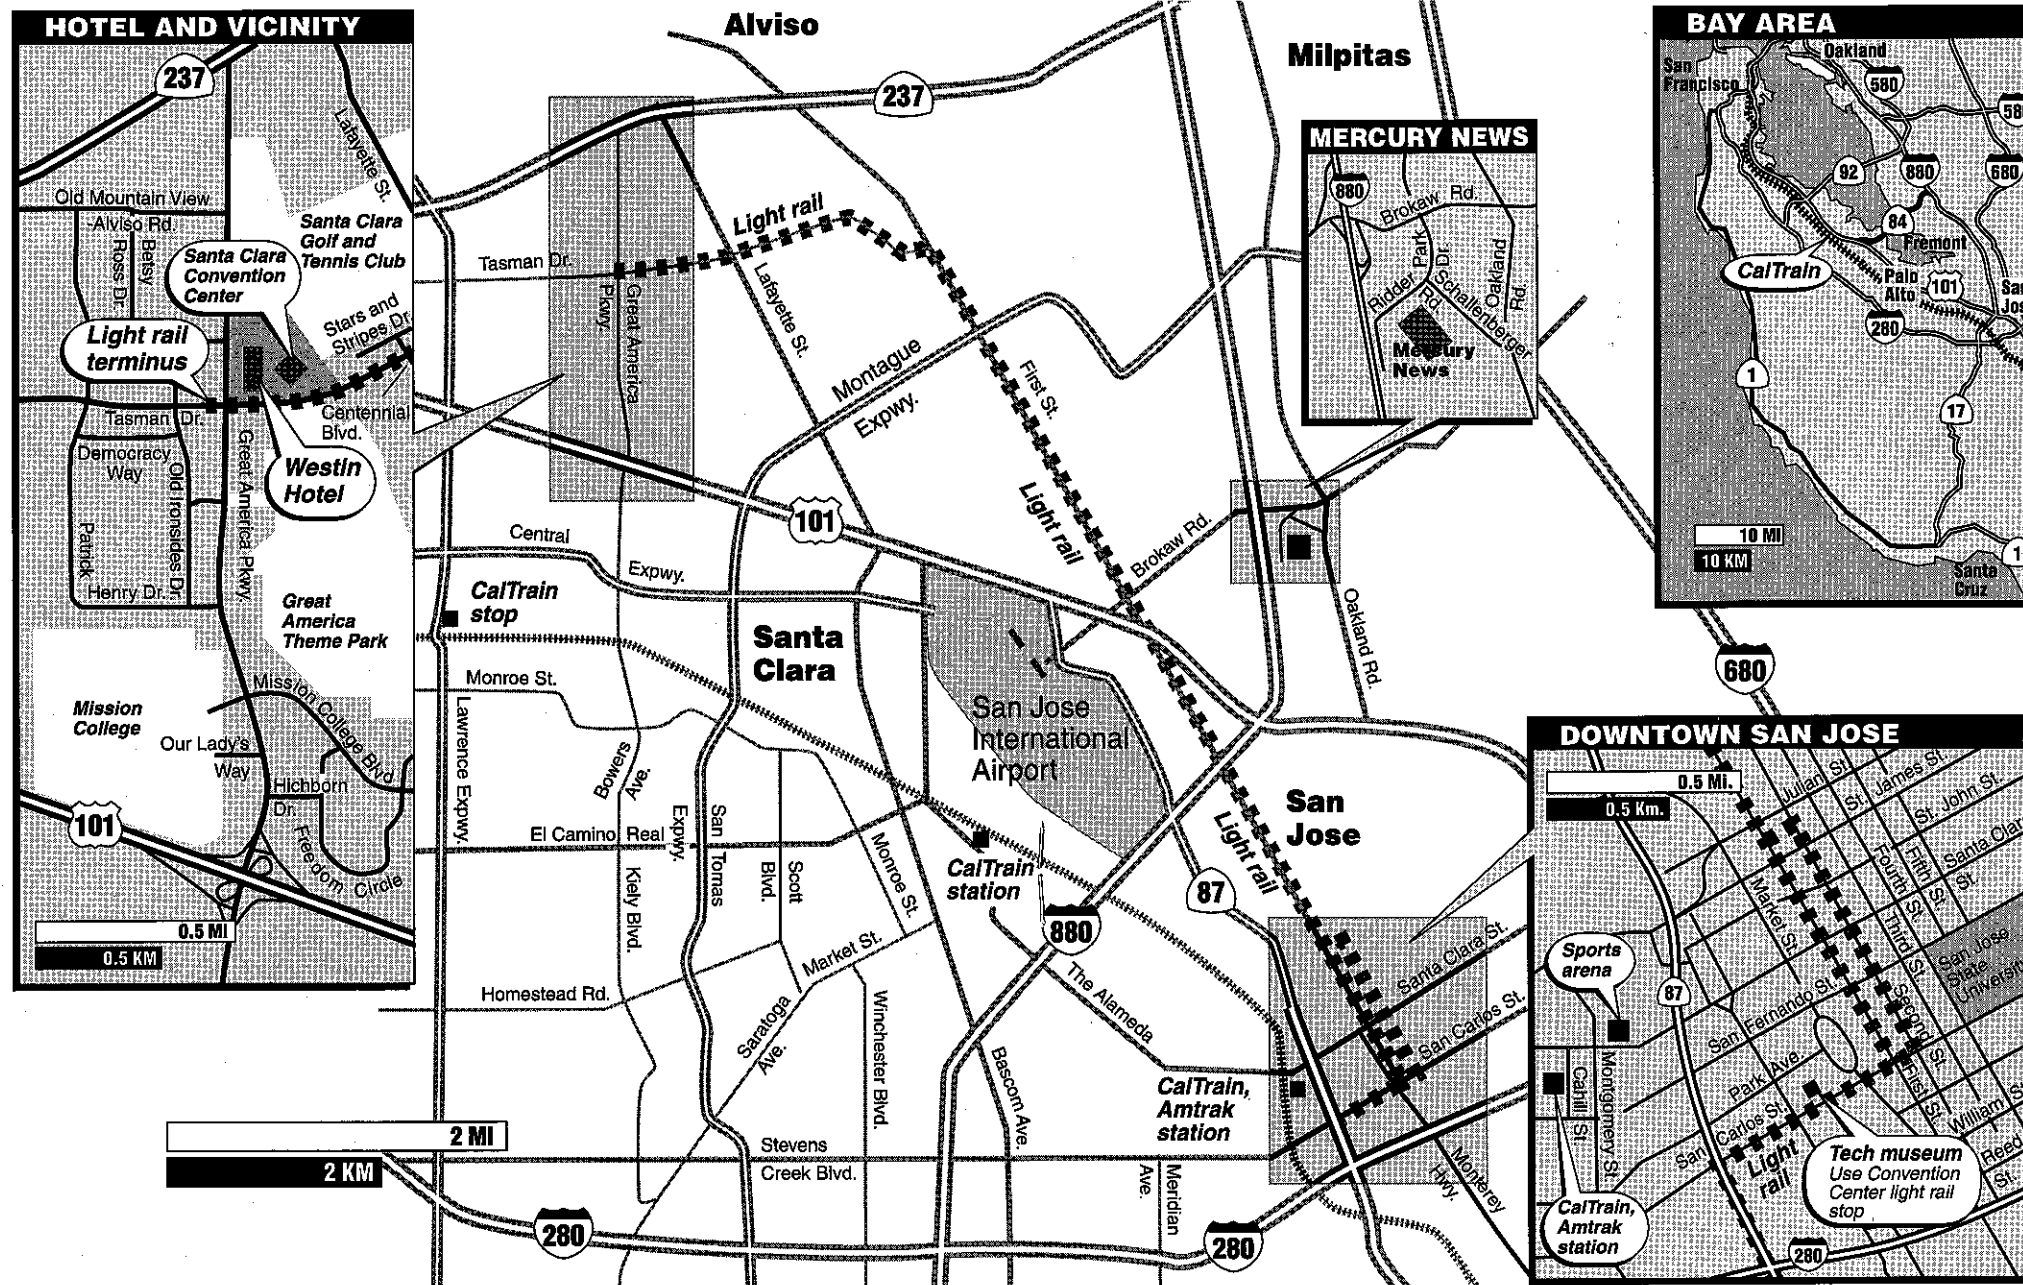 HOTEL AND VICINITY
237
Lafayette St.
Old Mountain View
Alviso Rd.
Betsy
Ross Dr.
Santa Clara
Golf and
Tennis Club
Santa Clara
Convention
Center
Stars and
Stripes Dr.
Light rail
terminus
Tasman Dr.
Centennial
Blvd.
Democracy
Way
Old Ironsides Dr.
Great America Pkwy.
Westin
Hotel
Patrick
Henry Dr.
Great
America
Theme Park
Mission
College
Mission College Blvd.
Our Lady's
Way
Hichborn
Dr.
Freedom Circle
101
0.5 MI
0.5 KM
Alviso
Milpitas
237
Light rail
Tasman Dr.
Great America
Pkwy.
Lafayette St.
Montague
Expwy.
First St.
Light rail
101
Brokaw Rd.
Central
Expwy.
CalTrain
stop
Santa
Clara
Oakland Rd.
680
Monroe St.
San Jose
International
Airport
Lawrence Expwy.
Bowers
Ave.
San Tomas
Expwy.
El Camino Real
Kiely Blvd.
Scott
Blvd.
Monroe St.
CalTrain
station
San
Jose
Light rail
87
880
Market St.
Homestead Rd.
Saratoga
Ave.
Winchester Blvd.
The Alameda
Bascom Ave.
Santa Clara St.
San Carlos St.
CalTrain,
Amtrak
station
Stevens
Creek Blvd.
Meridian
Ave.
Monterey
Hwy.
2 MI
2 KM
280
280
MERCURY NEWS
880
Brokaw Rd.
Ridder Park
Dr.
Schallenberger
Rd.
Oakland
Rd.
Mercury
News
BAY AREA
Oakland
San
Francisco
580
580
92
880
680
84
Fremont
CalTrain
Palo
Alto
101
San
Jos
280
1
17
10 MI
10 KM
1
Santa
Cruz
DOWNTOWN SAN JOSE
0.5 Mi.
0.5 Km.
Julian St.
St. James St.
St. John St.
Santa Clar
St.
Fifth St.
Fourth St.
Third St.
Second St.
First St.
Market St.
San Jose
State
University
Sports
arena
87
San Fernando St.
Park Ave.
Cahill St.
Montgomery St.
San Carlos St.
Light
rail
William St
Reed
St.
Tech museum
Use Convention
Center light rail
stop
CalTrain,
Amtrak
station
280